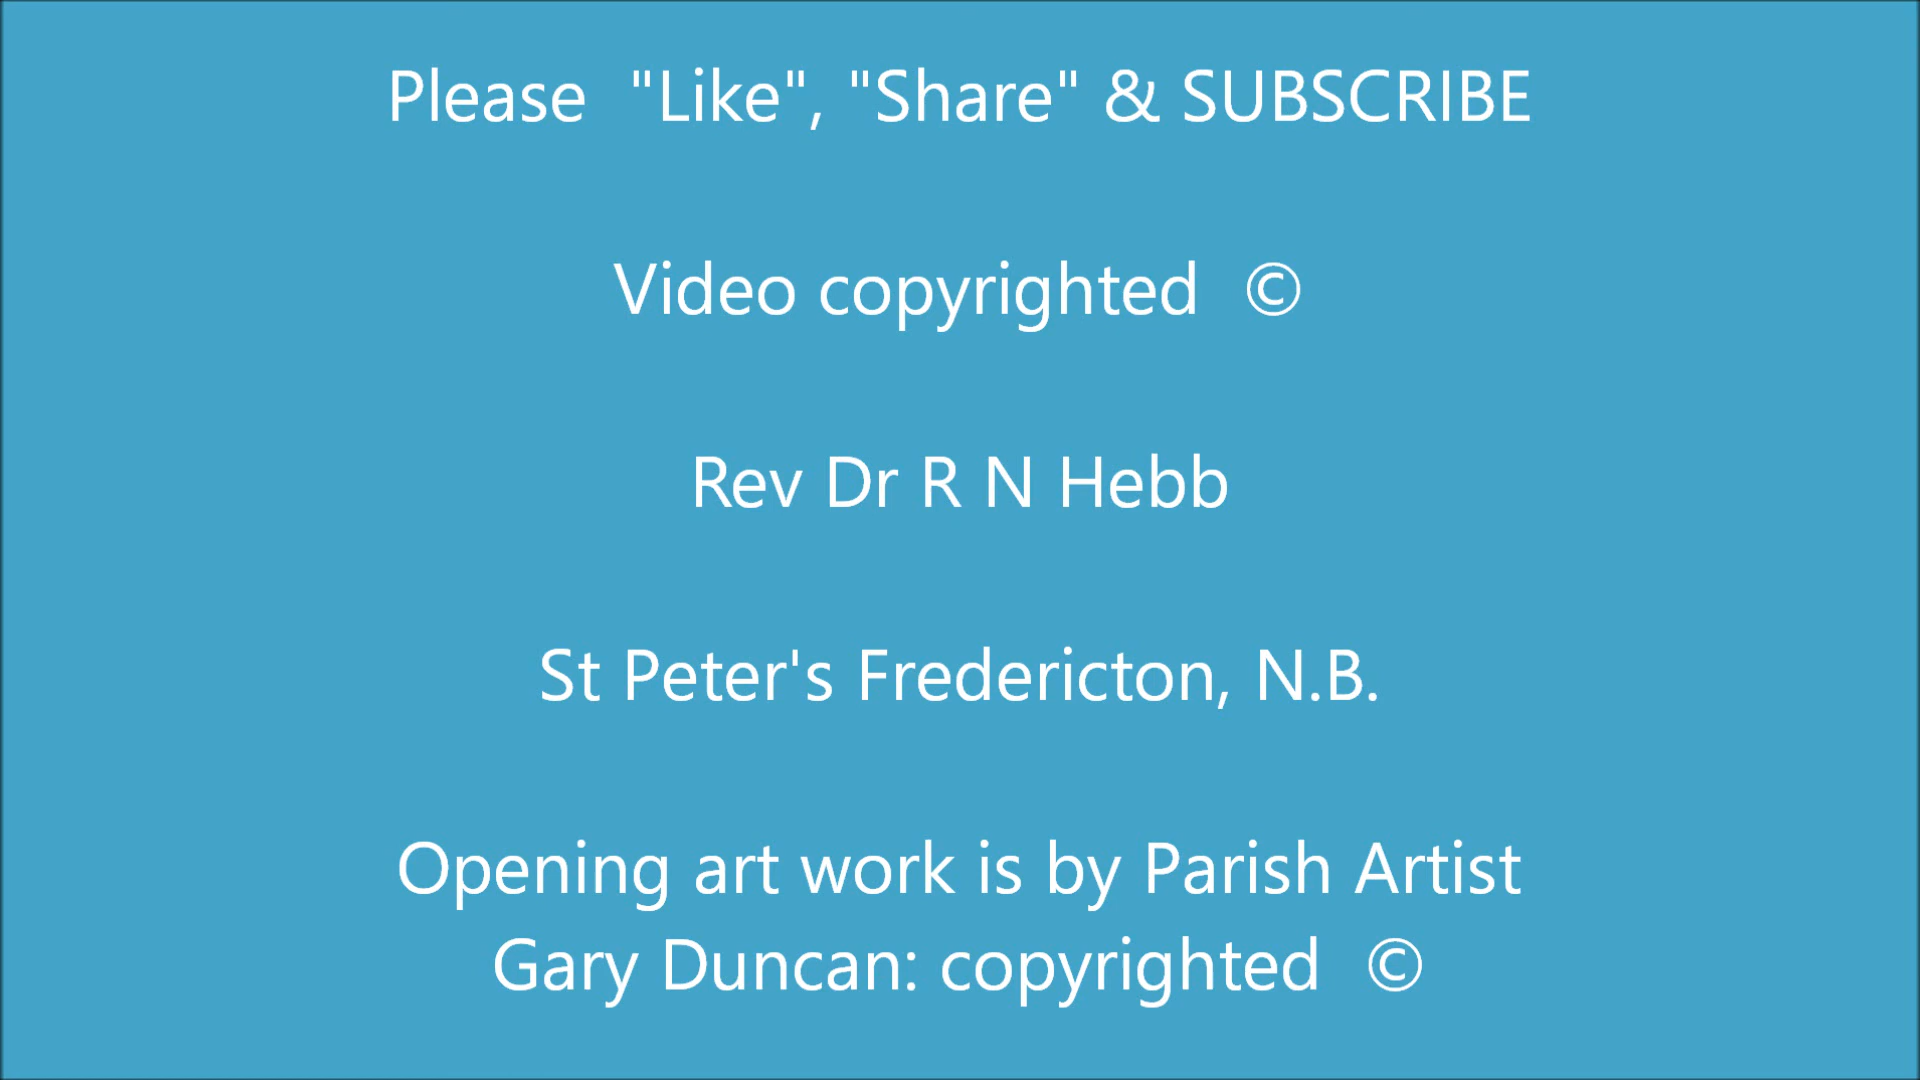 Please  "Like", "Share" & SUBSCRIBE
Video copyrighted  ©
Rev Dr R N Hebb
St Peter's Fredericton, N.B.
Opening art work is by Parish Artist
Gary Duncan: copyrighted  ©